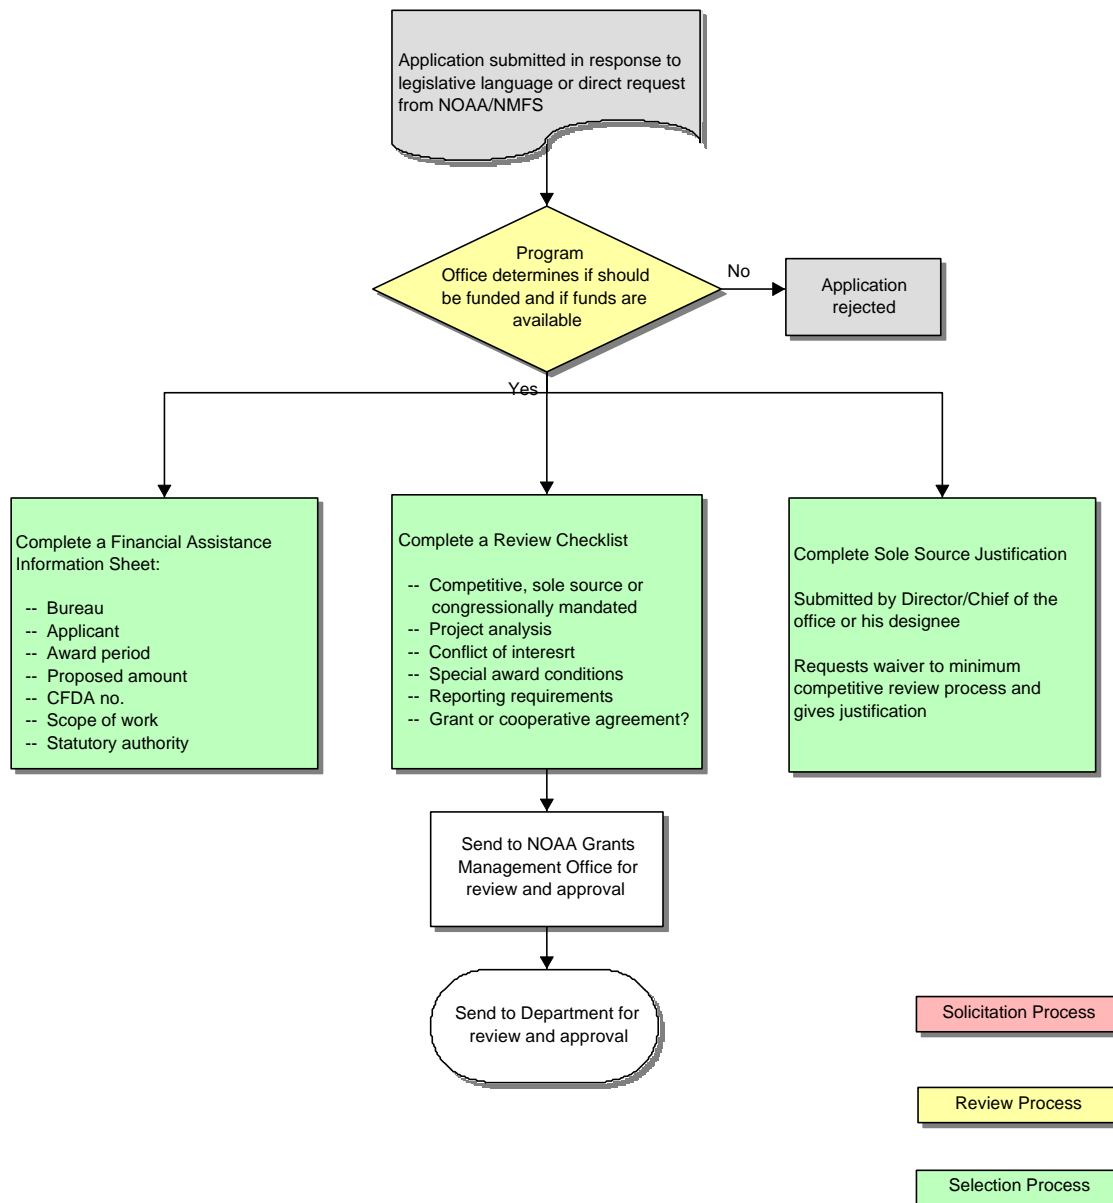 Application submitted in response to
legislative language or direct request
from NOAA/NMFS
Program
Office determines if should
be funded and if funds are
available
No
Application
rejected
Yes
Complete a Financial Assistance
Information Sheet:
-- Bureau
-- Applicant
-- Award period
-- Proposed amount
-- CFDA no.
-- Scope of work
-- Statutory authority
Complete a Review Checklist
-- Competitive, sole source or
congressionally mandated
-- Project analysis
-- Conflict of interesrt
-- Special award conditions
-- Reporting requirements
-- Grant or cooperative agreement?
Complete Sole Source Justification
Submitted by Director/Chief of the
office or his designee
Requests waiver to minimum
competitive review process and
gives justification
Send to NOAA Grants
Management Office for
review and approval
Send to Department for
review and approval
Solicitation Process
Review Process
Selection Process